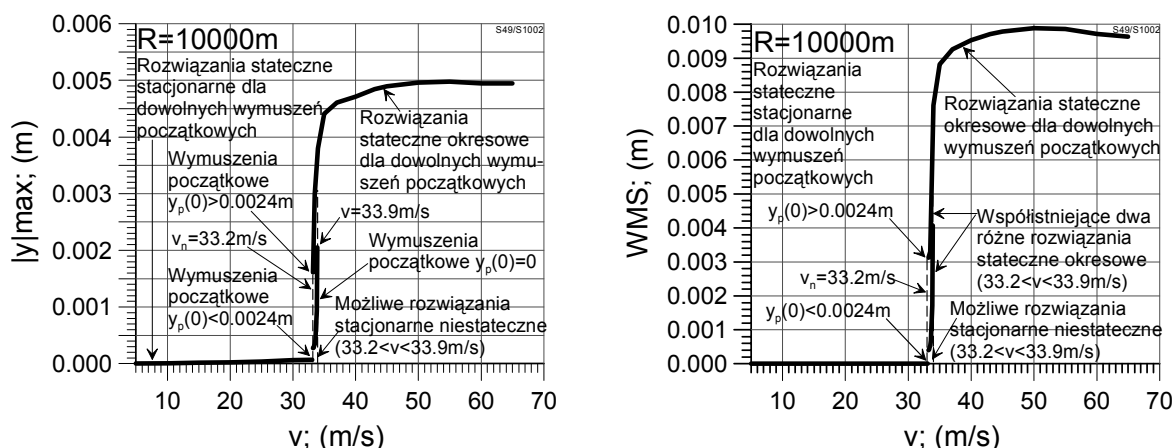 S49/S1002
R=10000m
Rozwiązania stateczne
stacjonarne dla
dowolnych wymuszeń
początkowych
Wymuszenia
początkowe
yp(0)>0.0024m
vn=33.2m/s
Wymuszenia
początkowe
yp(0)<0.0024m
Rozwiązania
stateczne okresowe
dla dowolnych wymu-
szeń początkowych
v=33.9m/s
Wymuszenia
początkowe yp(0)=0
Możliwe rozwiązania
stacjonarne niestateczne
(33.2<v<33.9m/s)
|y|max; (m)
0.006
0.005
0.004
0.003
0.002
0.001
0.000
10 20 30 40 50 60 70
v; (m/s)
S49/S1002
R=10000m
Rozwiązania
stateczne
stacjonarne
dla dowolnych
wymuszeń
początkowych
yp(0)>0.0024m
vn=33.2m/s
yp(0)<0.0024m
Rozwiązania stateczne
okresowe dla dowolnych
wymuszeń początkowych
Współistniejące dwa
różne rozwiązania
stateczne okresowe
(33.2<v<33.9m/s)
Możliwe rozwiązania
stacjonarne niestateczne
(33.2<v<33.9m/s)
WMS; (m)
0.010
0.009
0.008
0.007
0.006
0.005
0.004
0.003
0.002
0.001
0.000
10 20 30 40 50 60 70
v; (m/s)